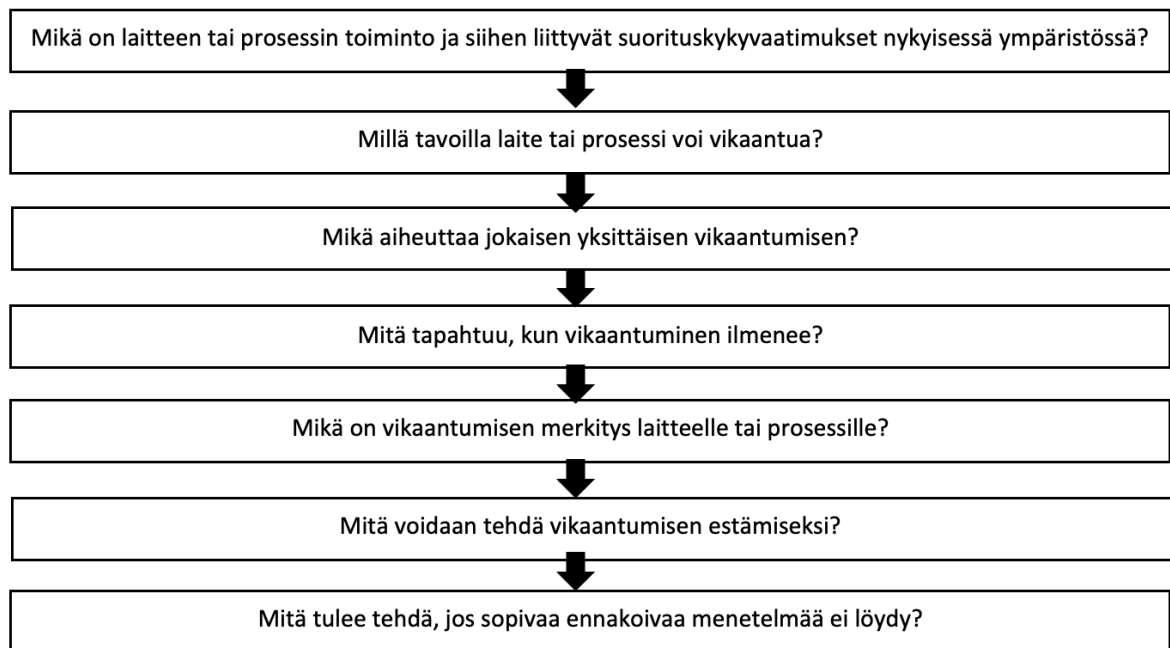 Mikä on laitteen tai prosessin toiminto ja siihen liittyvät suorituskykyvaatimukset nykyisessä ympäristössä?
Millä tavoilla laite tai prosessi voi vikaantua?
Mikä aiheuttaa jokaisen yksittäisen vikaantumisen?
Mitä tapahtuu, kun vikaantuminen ilmenee?
Mikä on vikaantumisen merkitys laitteelle tai prosessille?
Mitä voidaan tehdä vikaantumisen estämiseksi?
Mitä tulee tehdä, jos sopivaa ennakoivaa menetelmää ei löydy?